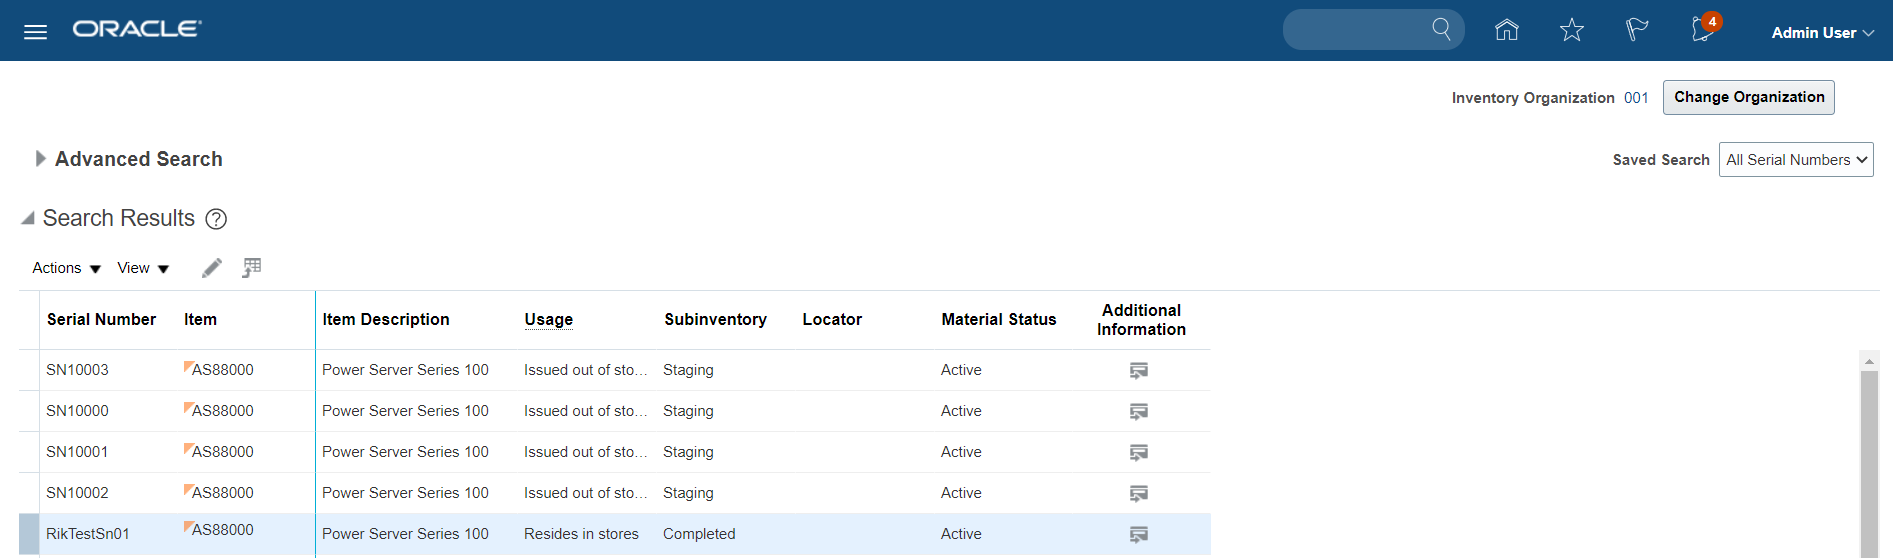 ORACLE
4
Admin User
Inventory Organization 001 Change Organization
Advanced Search
Saved Search All Serial Numbers
Search Results ?
Actions View
Serial Number Item Item Description Usage Subinventory Locator Material Status Additional Information
SN10003 AS88000 Power Server Series 100 Issued out of sto... Staging Active
SN10000 AS88000 Power Server Series 100 Issued out of sto... Staging Active
SN10001 AS88000 Power Server Series 100 Issued out of sto... Staging Active
SN10002 AS88000 Power Server Series 100 Issued out of sto... Staging Active
RikTestSn01 AS88000 Power Server Series 100 Resides in stores Completed Active